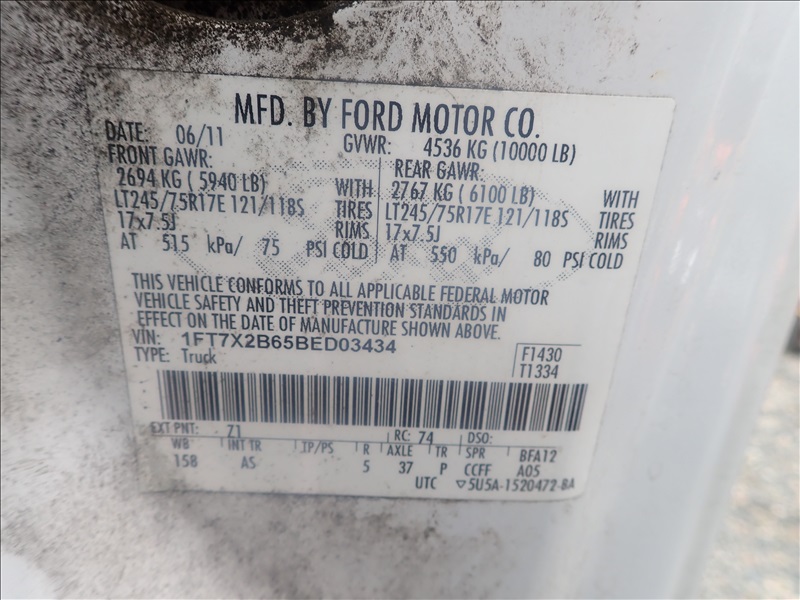 MFD. BY FORD MOTOR CO.
DATE: 06/11 GVWR: 4536 KG (10000 LB)
FRONT GAWR: REAR GAWR:
2694 KG ( 5940 LB) WITH 2767 KG ( 6100 LB) WITH
LT245/75R17E 121/118S TIRES LT245/75R17E 121/118S TIRES
17x7.5J RIMS 17x7.5J RIMS
AT 515 kPa/ 75 PSI COLD AT 550 kPa/ 80 PSI COLD
THIS VEHICLE CONFORMS TO ALL APPLICABLE FEDERAL MOTOR
VEHICLE SAFETY AND THEFT PREVENTION STANDARDS IN
EFFECT ON THE DATE OF MANUFACTURE SHOWN ABOVE.
VIN: 1FT7X2B65BED03434
TYPE: Truck
F1430
T1334
EXT PNT: Z1 RC: 74 DSO:
WB INT TR TP/PS R AXLE TR SPR BFA12
158 AS 5 37 P CCFF A05
UTC ▽5U5A-1520472-BA